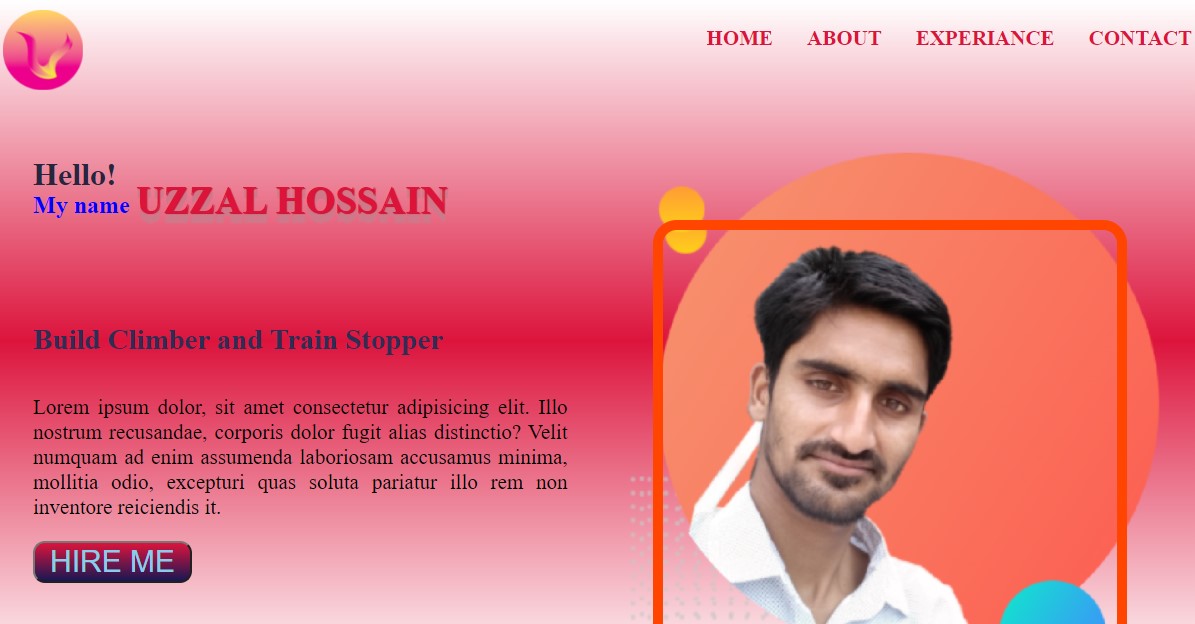 HOME ABOUT EXPERIANCE CONTACT
Hello!
My name UZZAL HOSSAIN
Build Climber and Train Stopper
Lorem ipsum dolor, sit amet consectetur adipisicing elit. Illo
nostrum recusandae, corporis dolor fugit alias distinctio? Velit
numquam ad enim assumenda laboriosam accusamus minima,
mollitia odio, excepturi quas soluta pariatur illo rem non
inventore reiciendis it.
HIRE ME